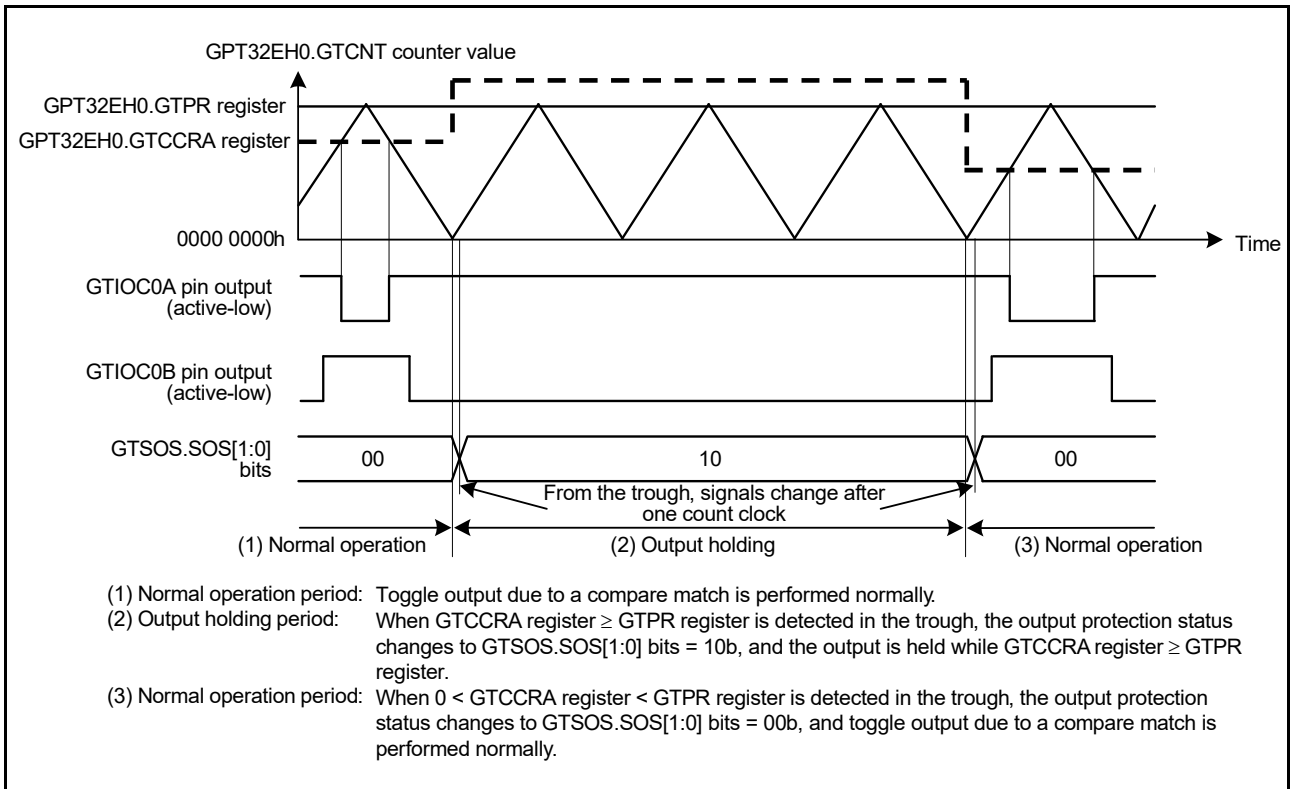 GPT32EH0.GTCNT counter value
GPT32EH0.GTPR register
GPT32EH0.GTCCRA register
0000 0000h
Time
GTIOC0A pin output
(active-low)
GTIOC0B pin output
(active-low)
GTSOS.SOS[1:0]
bits
00
10
00
From the trough, signals change after
one count clock
(1) Normal operation
(2) Output holding
(3) Normal operation
(1) Normal operation period: Toggle output due to a compare match is performed normally.
(2) Output holding period: When GTCCRA register ≥ GTPR register is detected in the trough, the output protection status
changes to GTSOS.SOS[1:0] bits = 10b, and the output is held while GTCCRA register ≥ GTPR
register.
(3) Normal operation period: When 0 < GTCCRA register < GTPR register is detected in the trough, the output protection
status changes to GTSOS.SOS[1:0] bits = 00b, and toggle output due to a compare match is
performed normally.